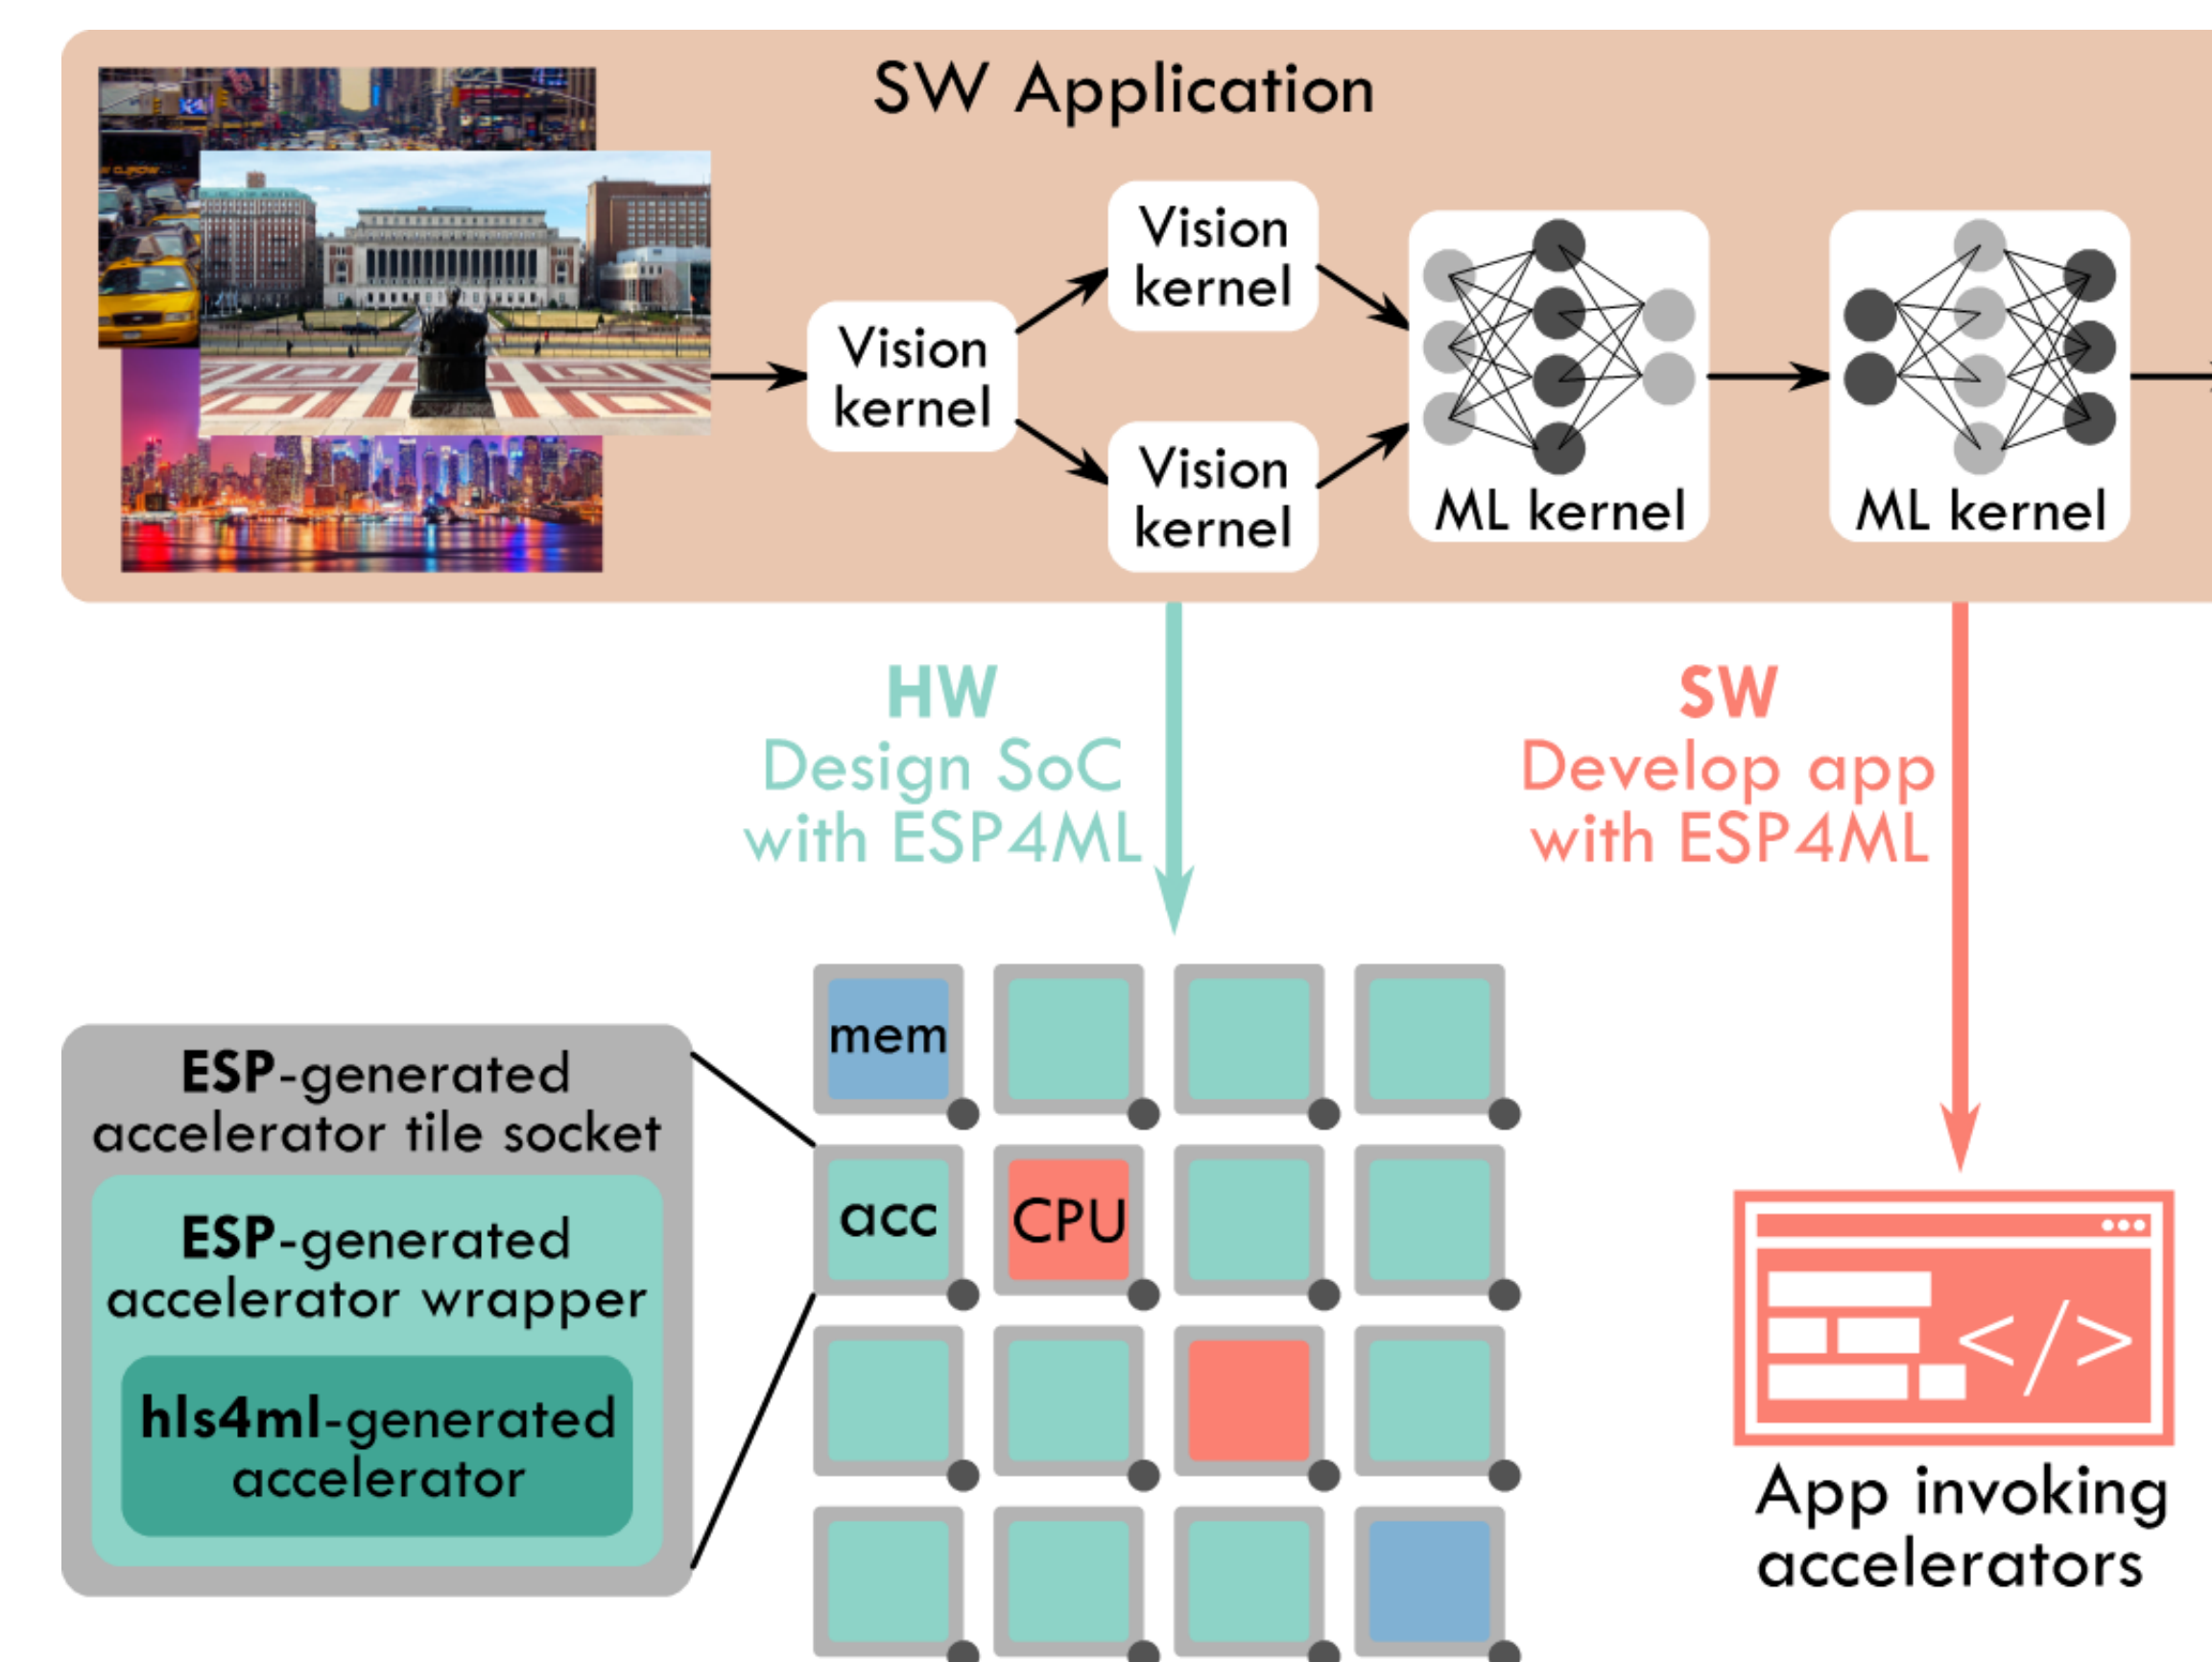 SW Application
Vision
kernel
Vision
kernel
Vision
kernel
ML kernel
ML kernel
HW
Design SoC
with ESP4ML
SW
Develop app
with ESP4ML
ESP-generated
accelerator tile socket
ESP-generated
accelerator wrapper
hls4ml-generated
accelerator
mem
acc
CPU
</>
App invoking
accelerators